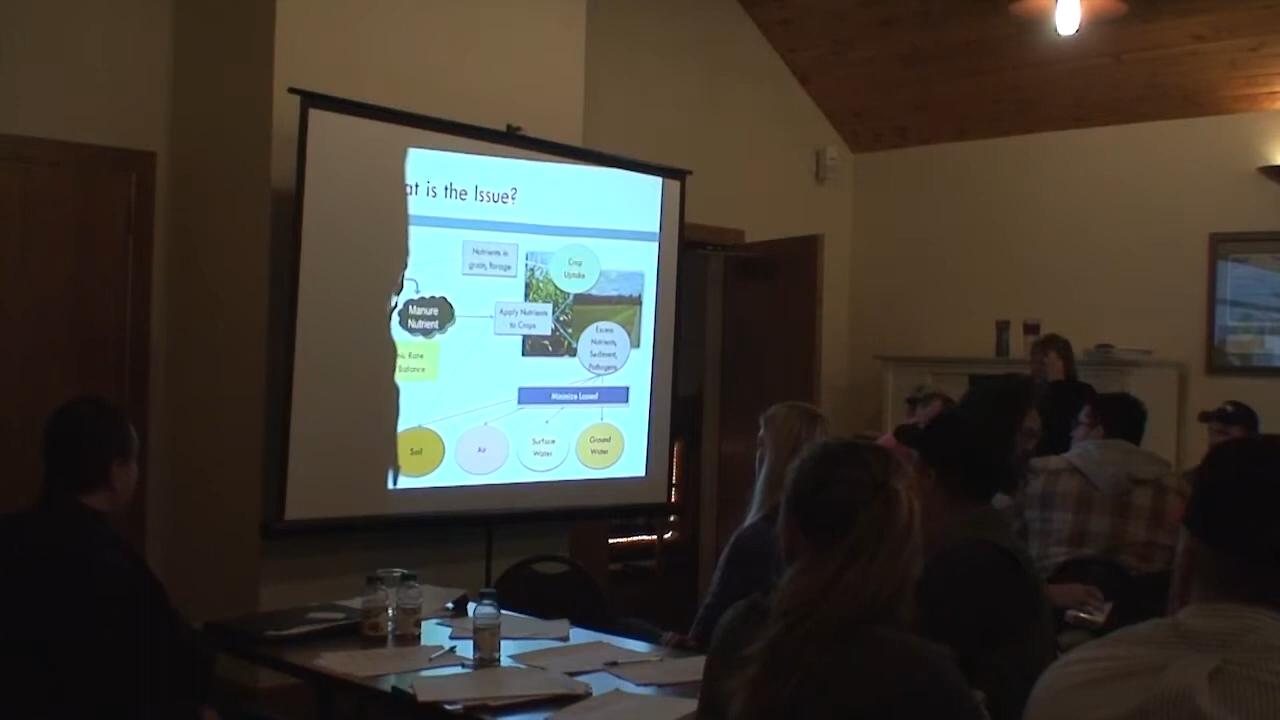 at is the Issue?
Nutrients in
grain, forage
Crop
Uptake
Manure
Nutrient
Apply Nutrients
to Crops
Excess
Nutrients,
Sediment,
Pathogens
Rate
Balance
Minimize Losses!
Soil
Air
Surface
Water
Ground
Water